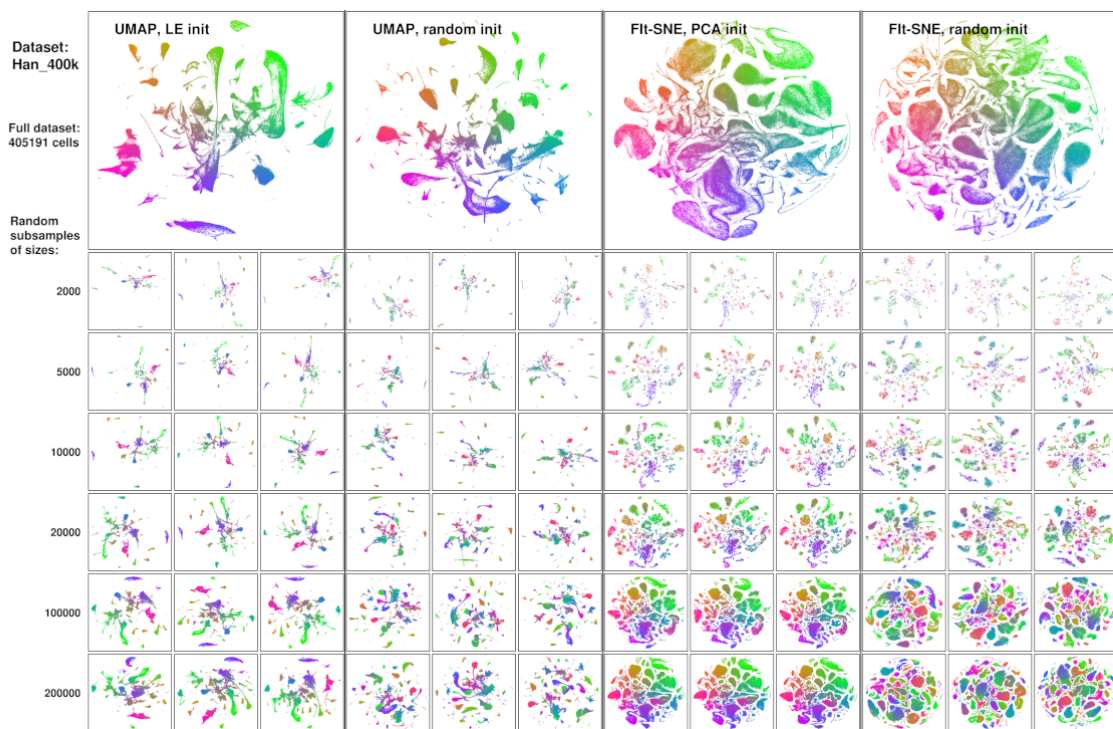 UMAP, LE init
UMAP, random init
FIt-SNE, PCA init
FIt-SNE, random init
Dataset:
Han_400k
Full dataset:
405191 cells
Random
subsamples
of sizes:
2000
5000
10000
20000
100000
200000